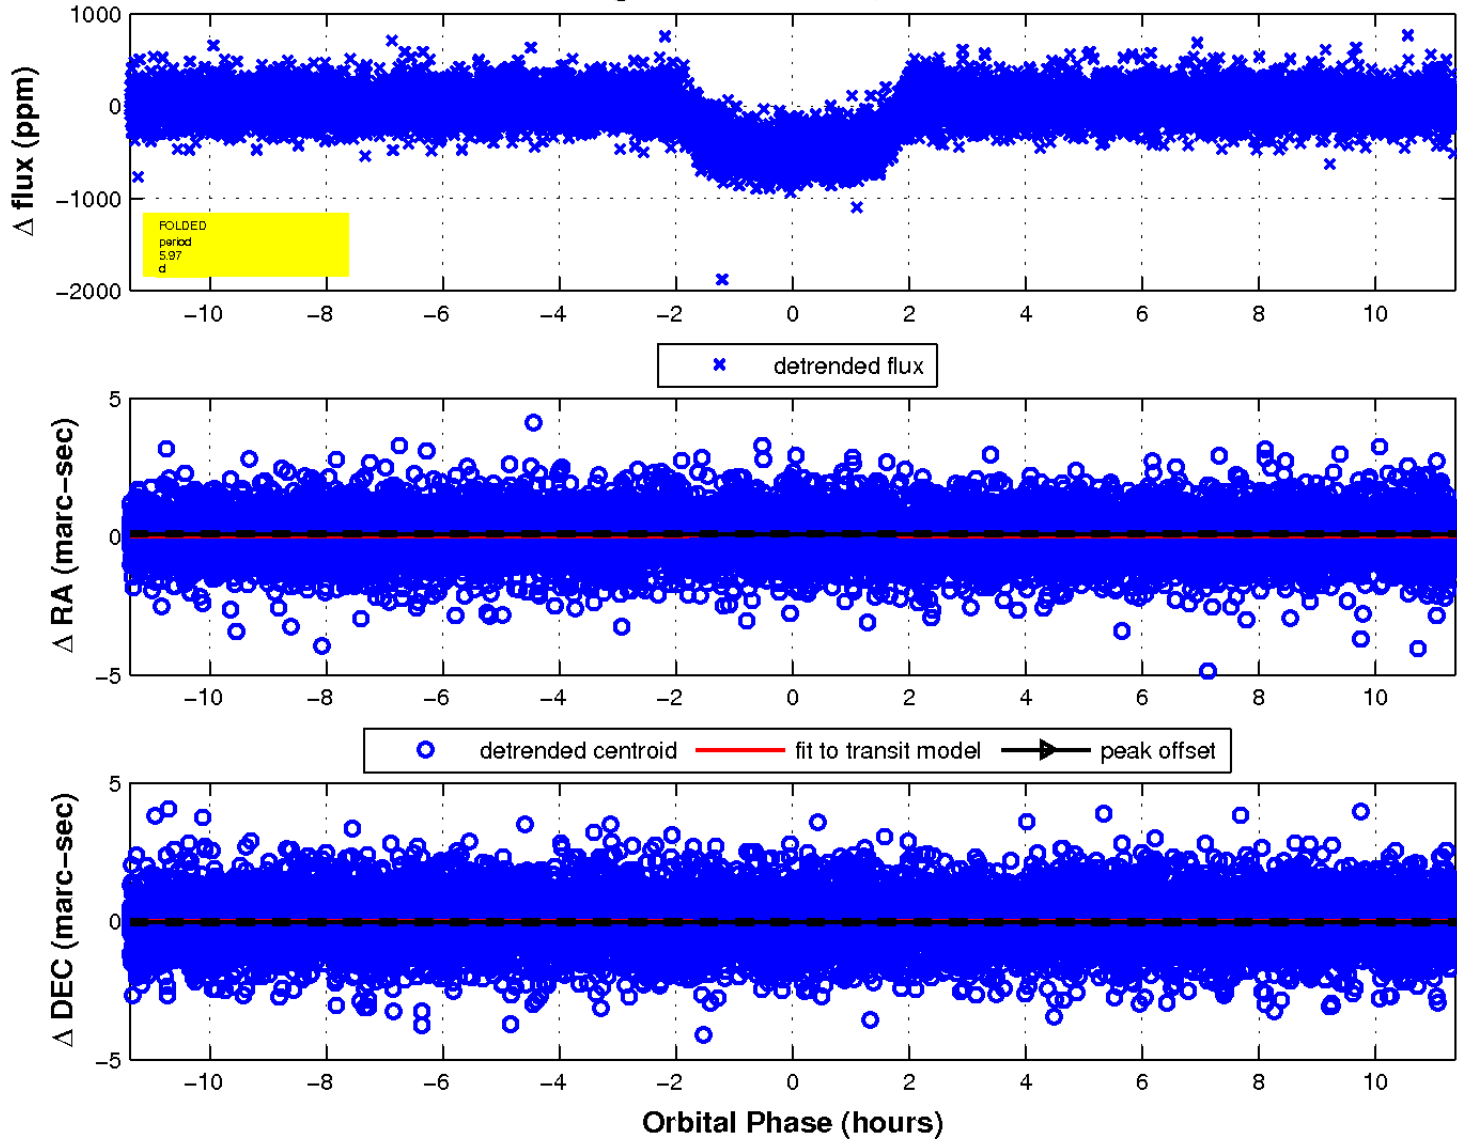 1000
0
−1000
−2000
Δ flux (ppm)
FOLDED
period
5.97
d
−10 −8 −6 −4 −2 0 2 4 6 8 10
detrended flux
5
0
−5
Δ RA (marc−sec)
−10 −8 −6 −4 −2 0 2 4 6 8 10
detrended centroid fit to transit model peak offset
5
0
−5
Δ DEC (marc−sec)
−10 −8 −6 −4 −2 0 2 4 6 8 10
Orbital Phase (hours)